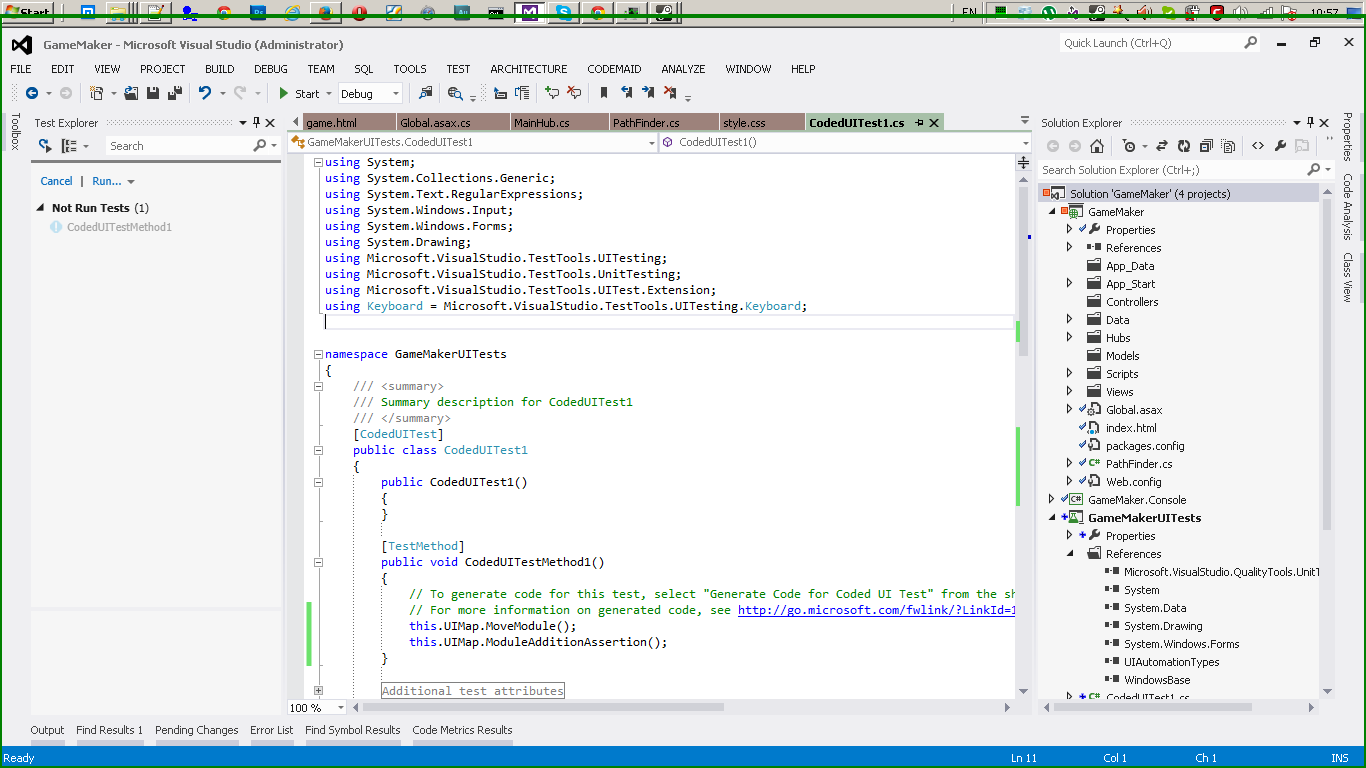 Start
EN
10:57
GameMaker - Microsoft Visual Studio (Administrator)
Quick Launch (Ctrl+Q)
FILE EDIT VIEW PROJECT BUILD DEBUG TEAM SQL TOOLS TEST ARCHITECTURE CODEMAID ANALYZE WINDOW HELP
Start Debug
Toolbox
Test Explorer
Search
Cancel | Run...
Not Run Tests (1)
CodedUITestMethod1
game.html Global.asax.cs MainHub.cs PathFinder.cs style.css CodedUITest1.cs
GameMakerUITests.CodedUITest1 CodedUITest1()
using System;
using System.Collections.Generic;
using System.Text.RegularExpressions;
using System.Windows.Input;
using System.Windows.Forms;
using System.Drawing;
using Microsoft.VisualStudio.TestTools.UITesting;
using Microsoft.VisualStudio.TestTools.UnitTesting;
using Microsoft.VisualStudio.TestTools.UITest.Extension;
using Keyboard = Microsoft.VisualStudio.TestTools.UITesting.Keyboard;
namespace GameMakerUITests
{
/// <summary>
/// Summary description for CodedUITest1
/// </summary>
[CodedUITest]
public class CodedUITest1
{
public CodedUITest1()
{
}
[TestMethod]
public void CodedUITestMethod1()
{
// To generate code for this test, select "Generate Code for Coded UI Test" from the sh
// For more information on generated code, see http://go.microsoft.com/fwlink/?LinkId=1
this.UIMap.MoveModule();
this.UIMap.ModuleAdditionAssertion();
}
Additional test attributes
100 %
Solution Explorer
Search Solution Explorer (Ctrl+;)
Solution 'GameMaker' (4 projects)
GameMaker
Properties
References
App_Data
App_Start
Controllers
Data
Hubs
Models
Scripts
Views
Global.asax
index.html
packages.config
PathFinder.cs
Web.config
GameMaker.Console
GameMakerUITests
Properties
References
Microsoft.VisualStudio.QualityTools.UnitT
System
System.Data
System.Drawing
System.Windows.Forms
UIAutomationTypes
WindowsBase
CodedUITest1.cs
Properties
Code Analysis
Class View
Output Find Results 1 Pending Changes Error List Find Symbol Results Code Metrics Results
Ready Ln 11 Col 1 Ch 1 INS